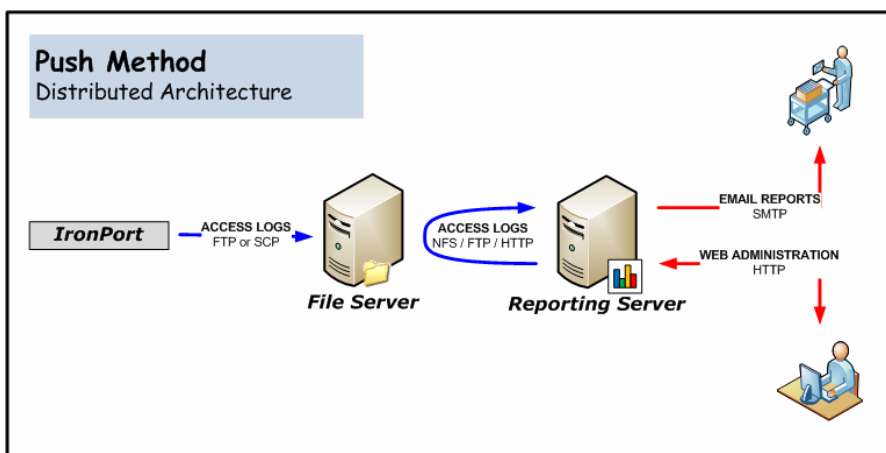 Push Method
Distributed Architecture
IronPort
ACCESS LOGS
FTP or SCP
File Server
ACCESS LOGS
NFS / FTP / HTTP
Reporting Server
EMAIL REPORTS
SMTP
WEB ADMINISTRATION
HTTP